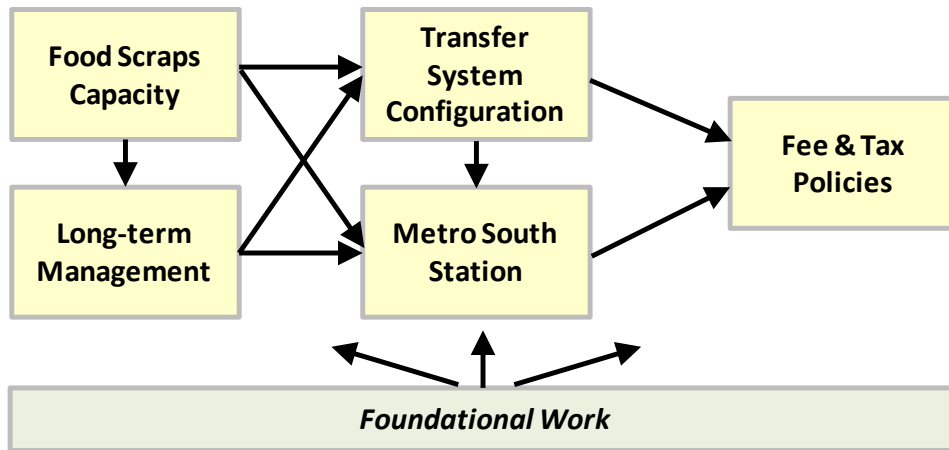 Food Scraps
Capacity
Transfer
System
Configuration
Fee & Tax
Policies
Long-term
Management
Metro South
Station
Foundational Work